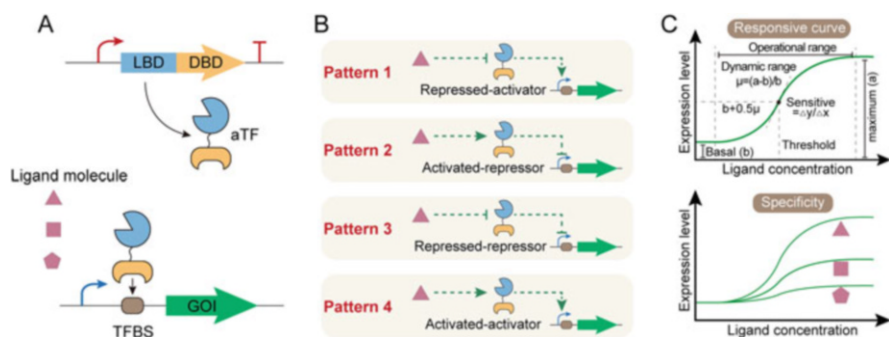 A
LBD
DBD
aTF
Ligand molecule
GOI
TFBS
B
Pattern 1
Repressed-activator
Pattern 2
Activated-repressor
Pattern 3
Repressed-repressor
Pattern 4
Activated-activator
C
Responsive curve
Operational range
Dynamic range
μ=(a-b)/b
b+0.5μ
Sensitive
=△y/△x
Threshold
Basal (b)
maximum (a)
Expression level
Ligand concentration
Specificity
Expression level
Ligand concentration